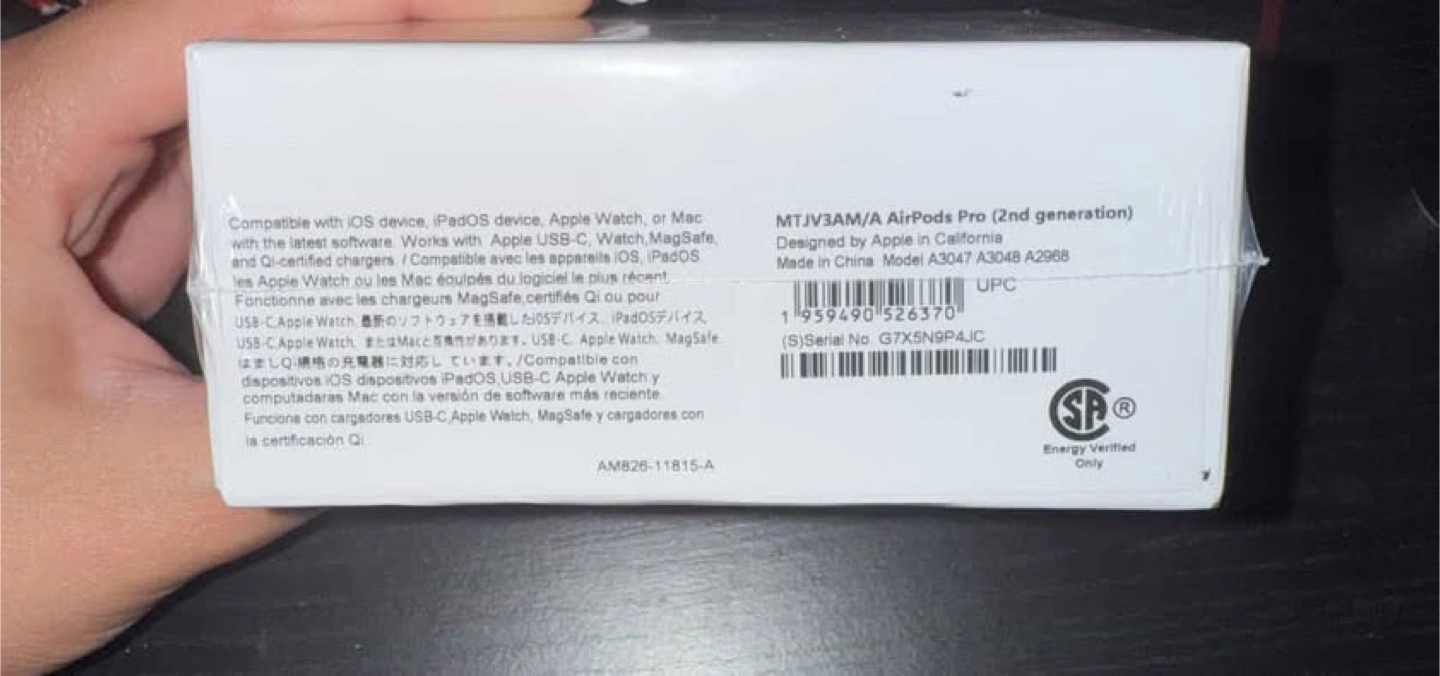 Compatible with iOS device, iPadOS device, Apple Watch, or Mac
with the latest software. Works with Apple USB-C, Watch,MagSafe,
and Qi-certified chargers. / Compatible avec les appareils iOS, iPadOS
les Apple Watch ou les Mac équipés du logiciel le plus récent.
Fonctionne avec les chargeurs MagSafe,certifiés Qi ou pour
USB-C,Apple Watch. 最新のソフトウェアを搭載したiOSデバイス, iPadOSデバイス,
USB-C,Apple Watch, またはMacと互換性があります。USB-C, Apple Watch, MagSafe
はましQi規格の充電器に対応し ています。/Compatible con
dispositivos iOS dispositivos iPadOS,USB-C Apple Watch y
computadaras Mac con la versión de software más reciente.
Funciona con cargadores USB-C,Apple Watch, MagSafe y cargadores con
la certificación Qi
AM826-11815-A
MTJV3AM/A AirPods Pro (2nd generation)
Designed by Apple in California
Made in China Model A3047 A3048 A2968
UPC
1 959490 526370
(S)Serial No. G7X5N9P4JC
SA ®
Energy Verified
Only